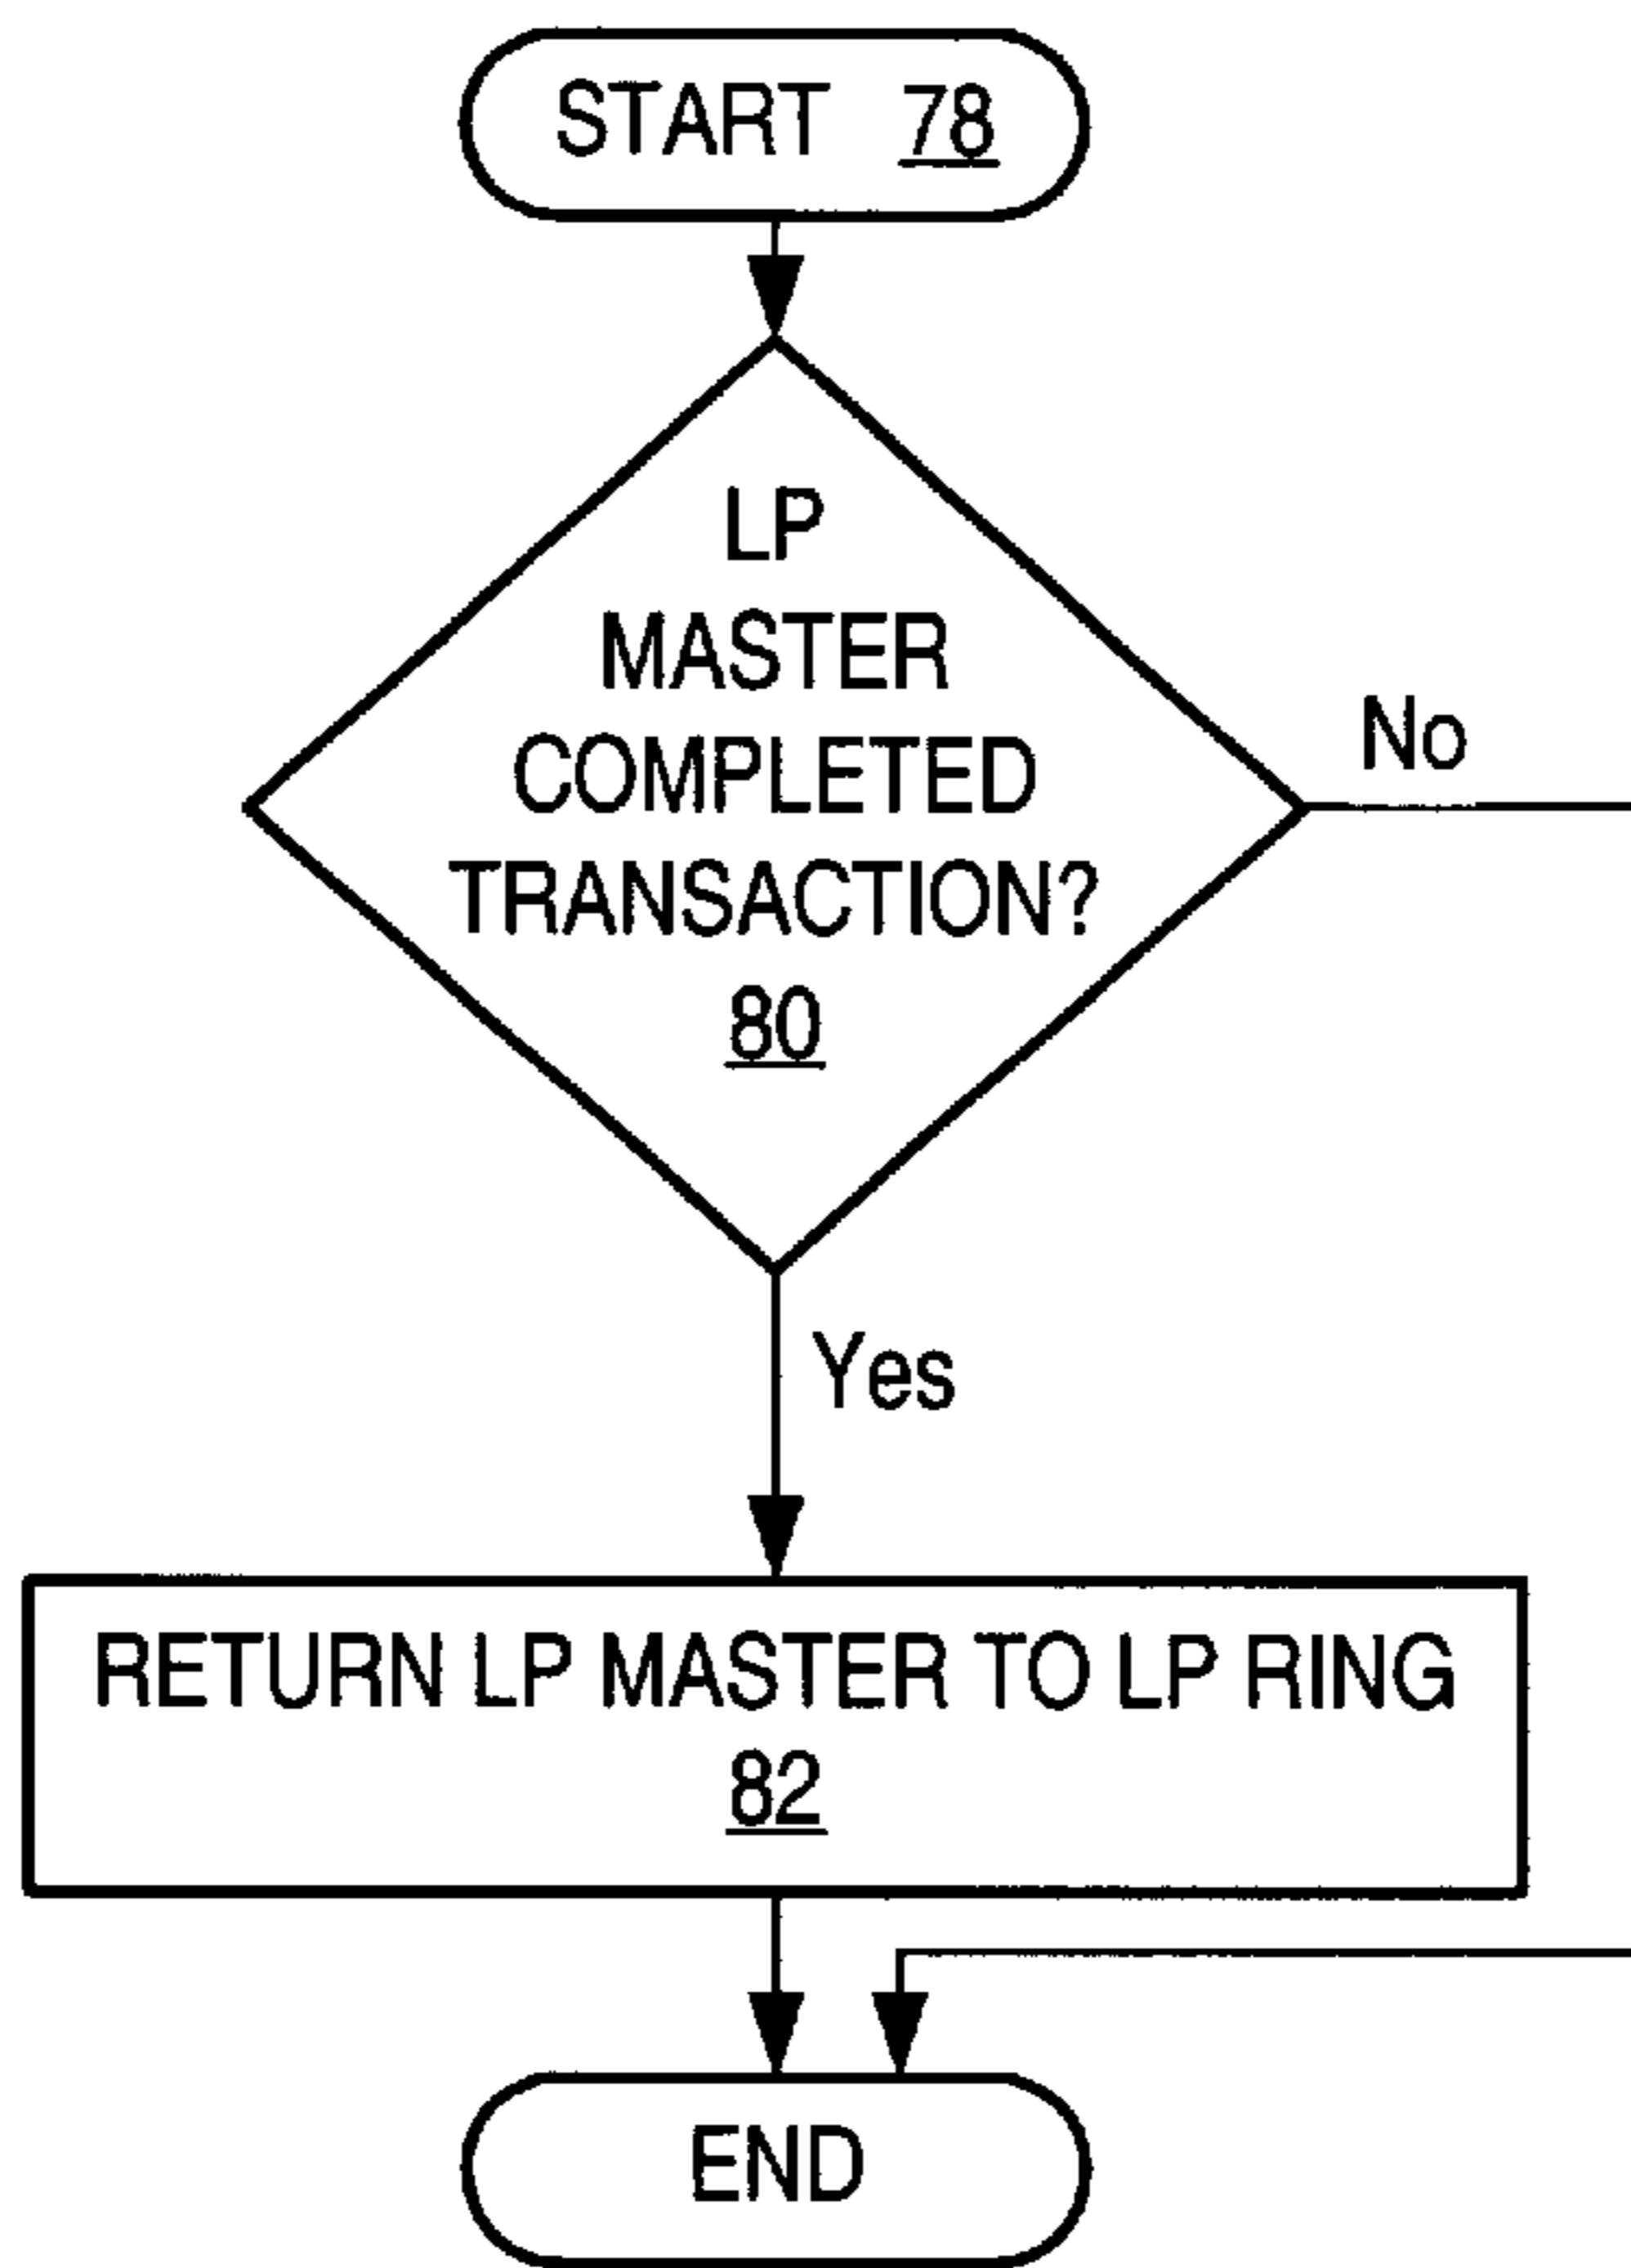 START 78
LP
MASTER
COMPLETED
TRANSACTION?
80
No
Yes
RETURN LP MASTER TO LP RING
82
END